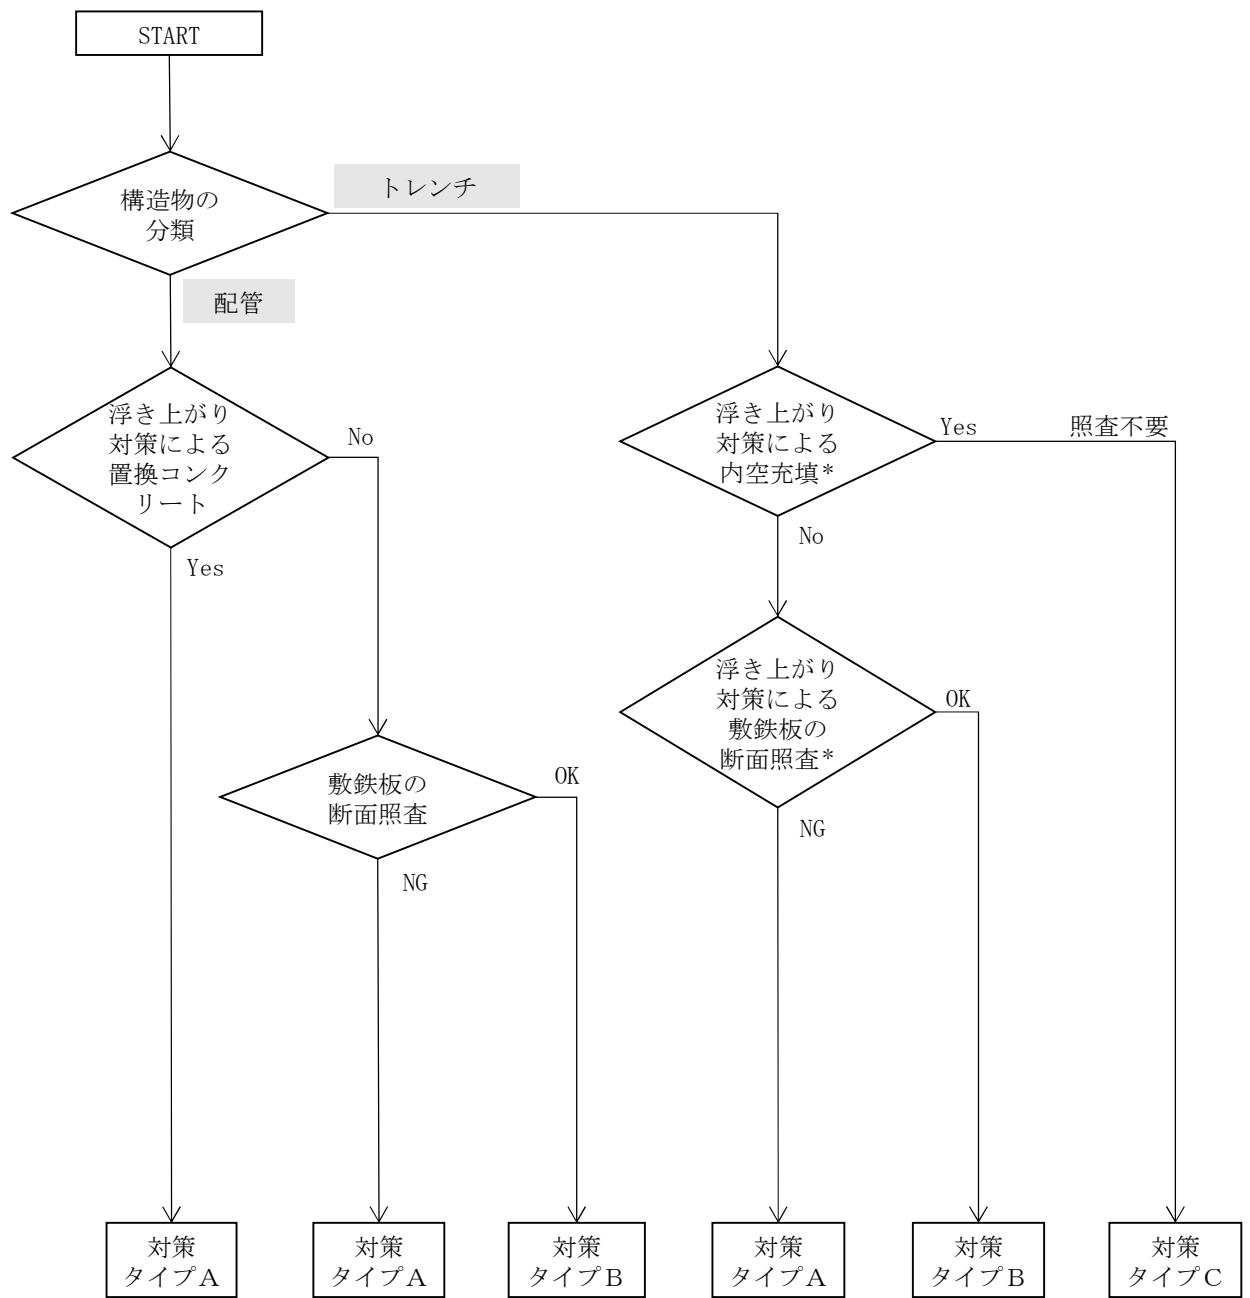 START
構造物の
分類
トレンチ
配管
浮き上がり
対策による
置換コンク
リート
No
Yes
浮き上がり
対策による
内空充填*
Yes
照査不要
No
浮き上がり
対策による
敷鉄板の
断面照査*
OK
NG
敷鉄板の
断面照査
OK
NG
対策
タイプＡ
対策
タイプＡ
対策
タイプＢ
対策
タイプＡ
対策
タイプＢ
対策
タイプＣ